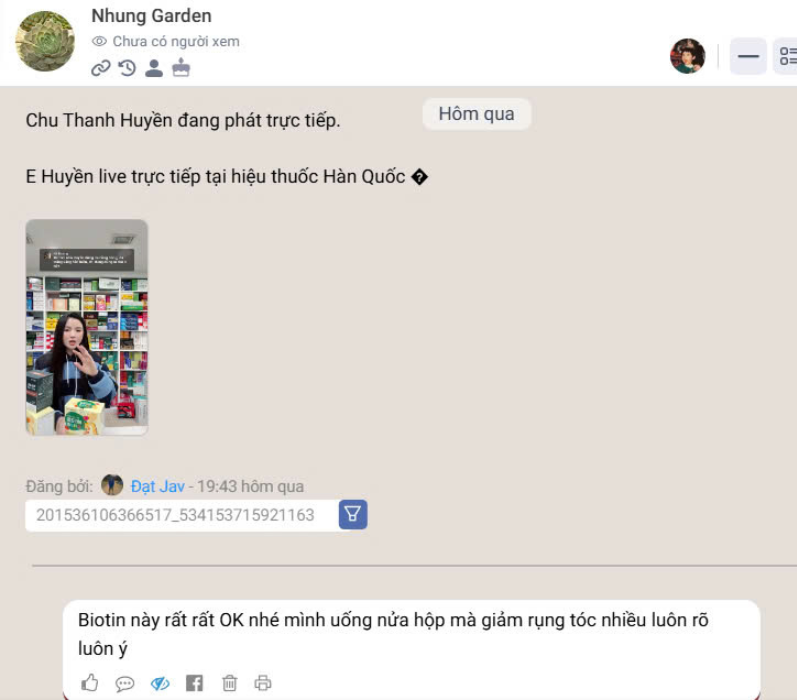 Nhung Garden
Chưa có người xem
Hôm qua
Chu Thanh Huyền đang phát trực tiếp.
E Huyền live trực tiếp tại hiệu thuốc Hàn Quốc �
Đăng bởi: Đạt Jav - 19:43 hôm qua
201536106366517_534153715921163
Biotin này rất rất OK nhé mình uống nửa hộp mà giảm rụng tóc nhiều luôn rõ
luôn ý